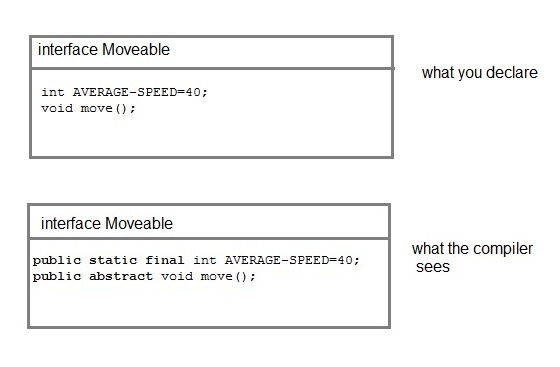 interface Moveable
what you declare
int AVERAGE-SPEED=40;
void move();
interface Moveable
what the compiler
sees
public static final int AVERAGE-SPEED=40;
public abstract void move();